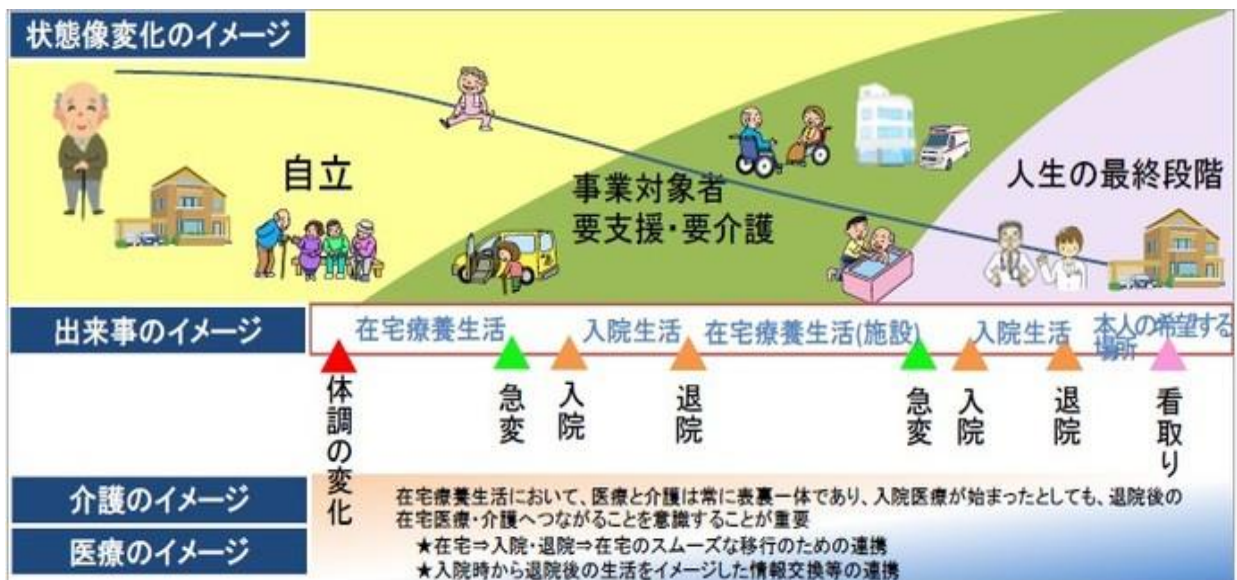 状態像変化のイメージ
自立
事業対象者
要支援・要介護
人生の最終段階
出来事のイメージ
在宅療養生活
入院生活
在宅療養生活(施設)
入院生活
本人の希望する
場所
体調の変化
急変
入院
退院
急変
入院
退院
看取り
介護のイメージ
医療のイメージ
在宅療養生活において、医療と介護は常に表裏一体であり、入院医療が始まったとしても、退院後の
在宅医療・介護へつながることを意識することが重要
★在宅⇒入院・退院⇒在宅のスムーズな移行のための連携
★入院時から退院後の生活をイメージした情報交換等の連携